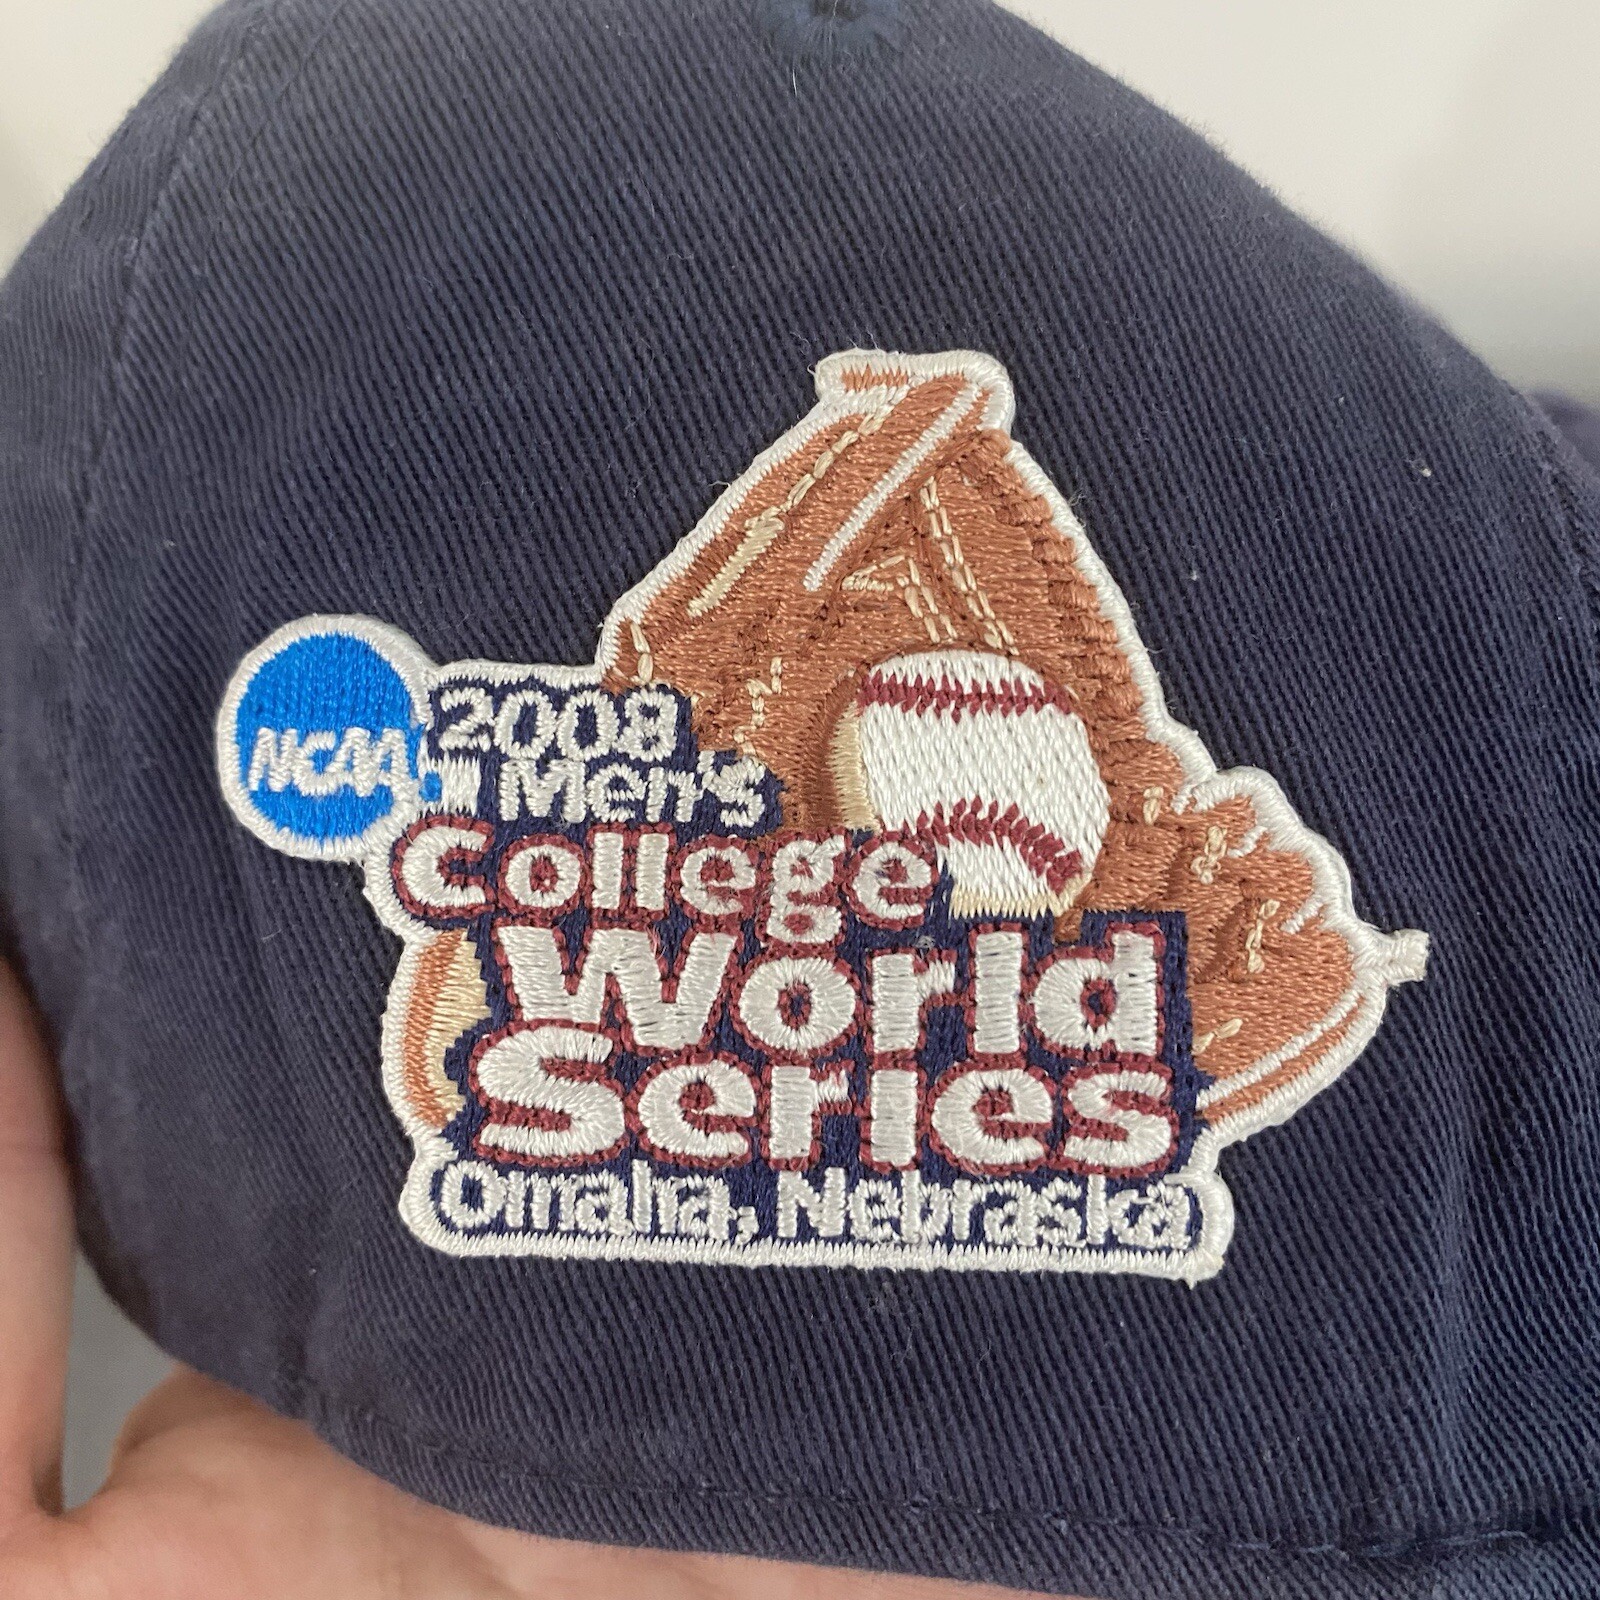 NCAA
2008
Men's
College
World
Series
Omaha, Nebraska